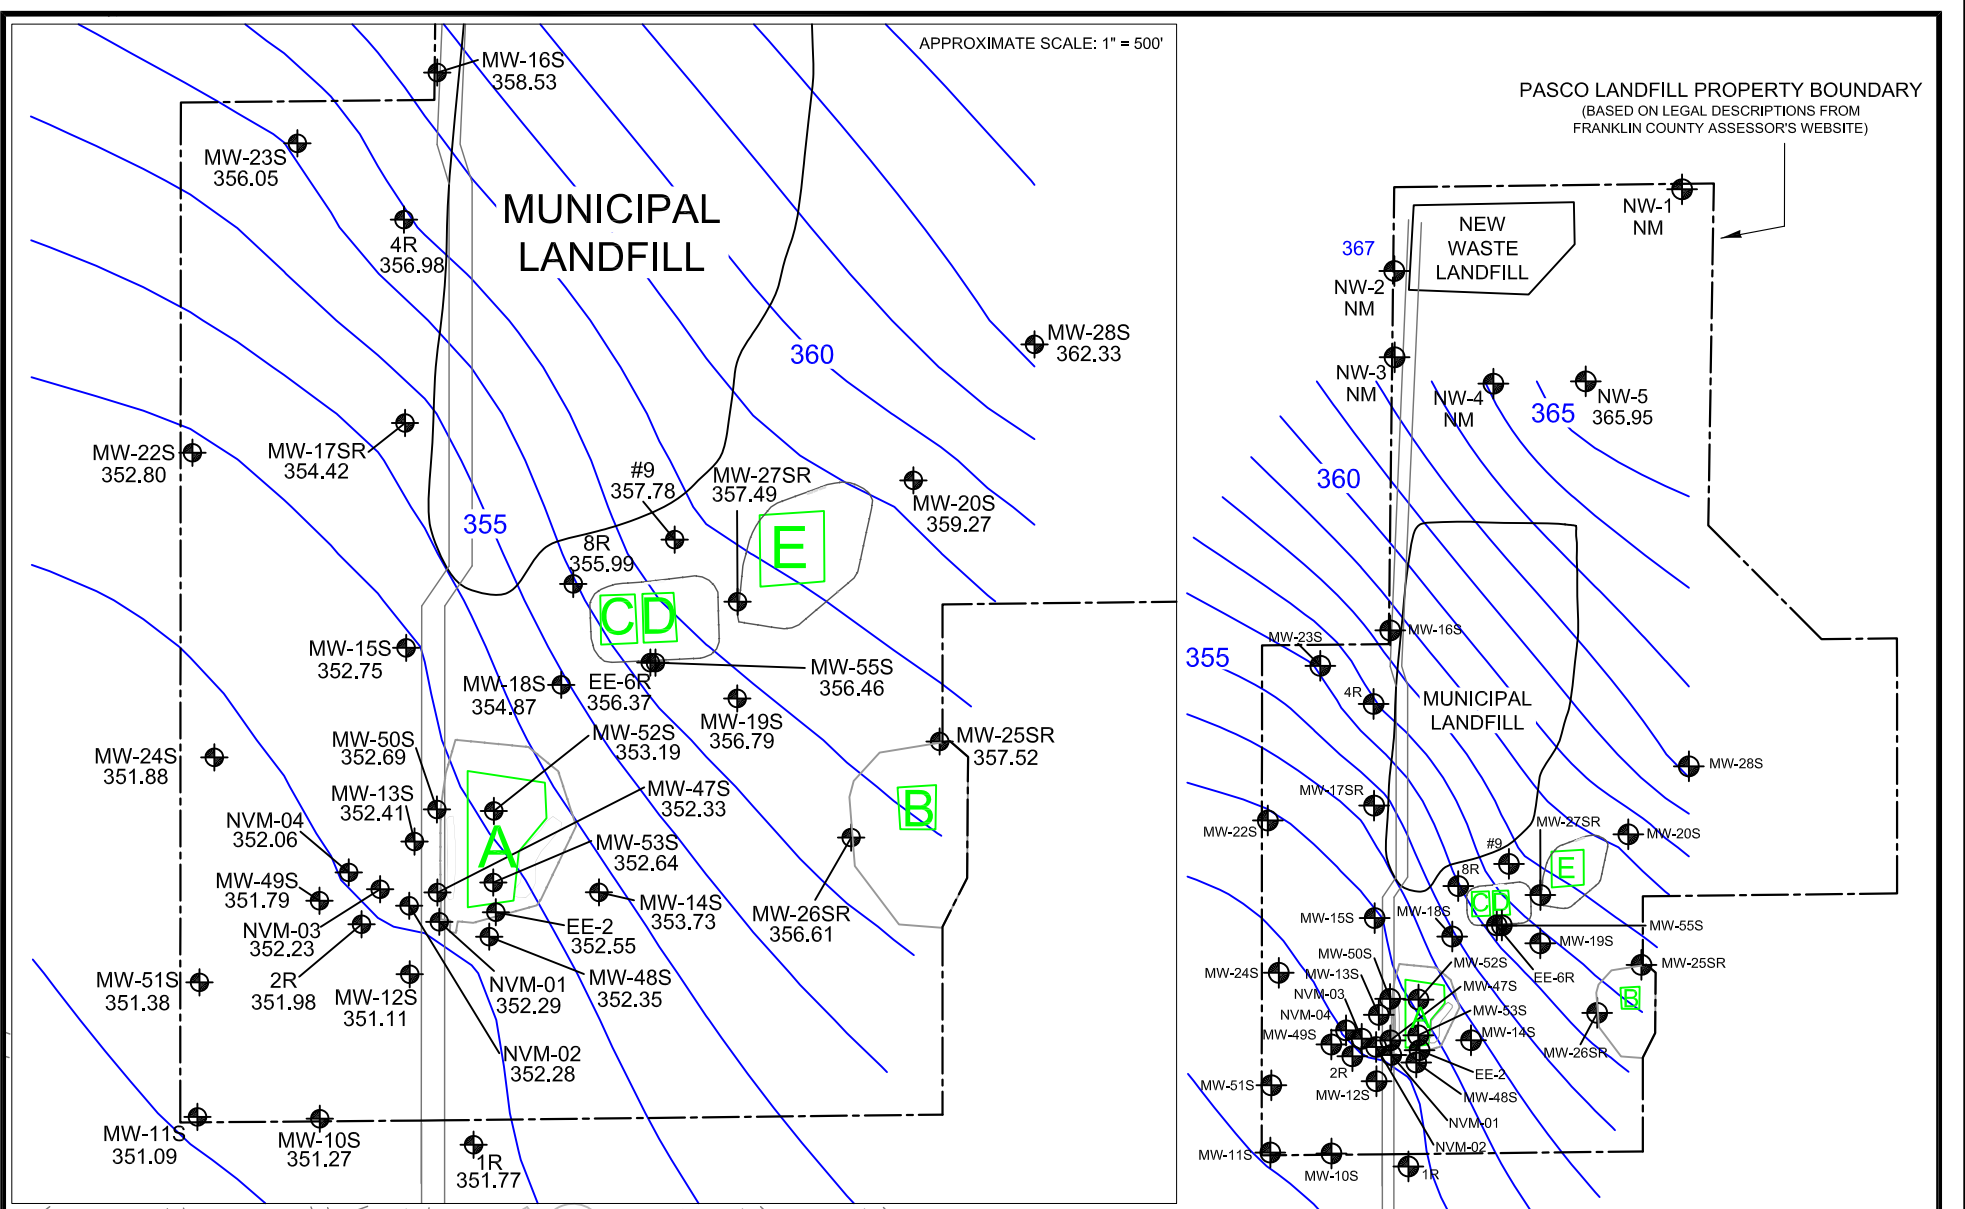 APPROXIMATE SCALE: 1" = 500'
MW-16S
358.53
MW-23S
356.05
4R
356.98
MUNICIPAL
LANDFILL
360
MW-28S
362.33
MW-22S
352.80
MW-17SR
354.42
355
#9
357.78
MW-27SR
357.49
MW-20S
359.27
E
8R
355.99
C
D
MW-15S
352.75
MW-18S
354.87
EE-6R
356.37
MW-55S
356.46
MW-19S
356.79
MW-52S
353.19
MW-25SR
357.52
MW-24S
351.88
MW-50S
352.69
MW-13S
352.41
MW-47S
352.33
B
NVM-04
352.06
A
MW-53S
352.64
MW-49S
351.79
MW-14S
353.73
MW-26SR
356.61
NVM-03
352.23
EE-2
352.55
2R
351.98
MW-51S
351.38
MW-12S
351.11
NVM-01
352.29
MW-48S
352.35
NVM-02
352.28
MW-11S
351.09
MW-10S
351.27
1R
351.77
PASCO LANDFILL PROPERTY BOUNDARY
(BASED ON LEGAL DESCRIPTIONS FROM
FRANKLIN COUNTY ASSESSOR'S WEBSITE)
NW-1
NM
NEW
WASTE
LANDFILL
367
NW-2
NM
NW-3
NM
NW-4
NM
365
NW-5
365.95
360
MW-23S
MW-16S
355
4R
MUNICIPAL
LANDFILL
MW-28S
MW-17SR
MW-22S
MW-27SR
MW-20S
#9
E
8R
C
D
MW-15S
MW-18S
MW-55S
MW-19S
MW-50S
MW-52S
MW-25SR
MW-24S
MW-13S
EE-6R
MW-47S
NVM-03
B
MW-53S
NVM-04
A
MW-49S
MW-14S
MW-26SR
2R
EE-2
MW-51S
MW-12S
MW-48S
NVM-01
NVM-02
MW-11S
MW-10S
1R